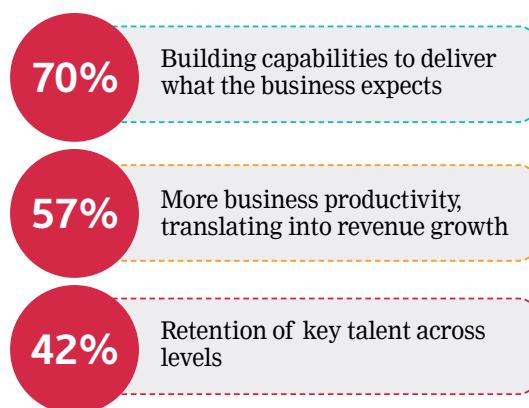 70%
Building capabilities to deliver
what the business expects
57%
More business productivity,
translating into revenue growth
42%
Retention of key talent across
levels